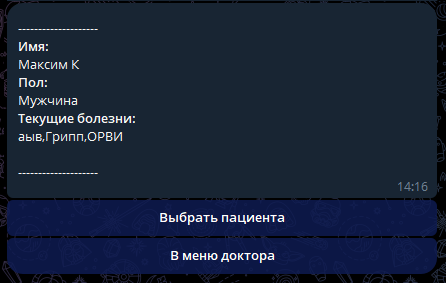 --------------------
Имя:
Максим К
Пол:
Мужчина
Текущие болезни:
аыв,Грипп,ОРВИ
--------------------
14:16
Выбрать пациента
В меню доктора